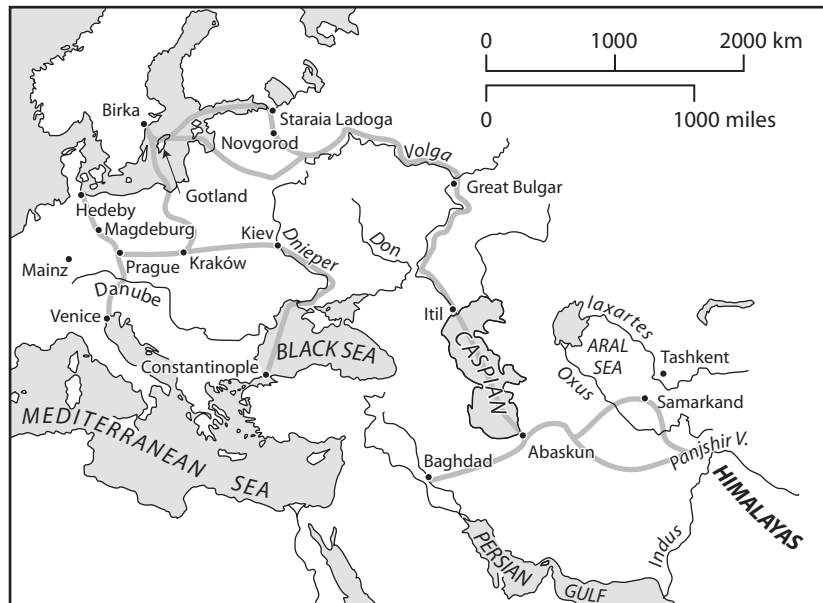 0 1000 2000 km
0 1000 miles
Birka
Staraia Ladoga
Novgorod
Volga
Great Bulgar
Gotland
Hedeby
Magdeburg
Kiev
Dnieper
Don
Mainz
Prague
Kraków
Danube
Venice
Itil
Iaxartes
BLACK SEA
CASPIAN
ARAL
SEA
Tashkent
Constantinople
Oxus
Samarkand
MEDITERRANEAN SEA
Baghdad
Abaskun
Panjshir V.
HIMALAYAS
Indus
PERSIAN
GULF